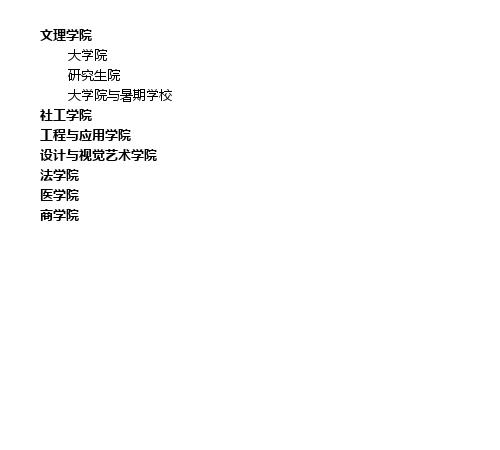 文理学院
大学院
研究生院
大学院与暑期学校
社工学院
工程与应用学院
设计与视觉艺术学院
法学院
医学院
商学院